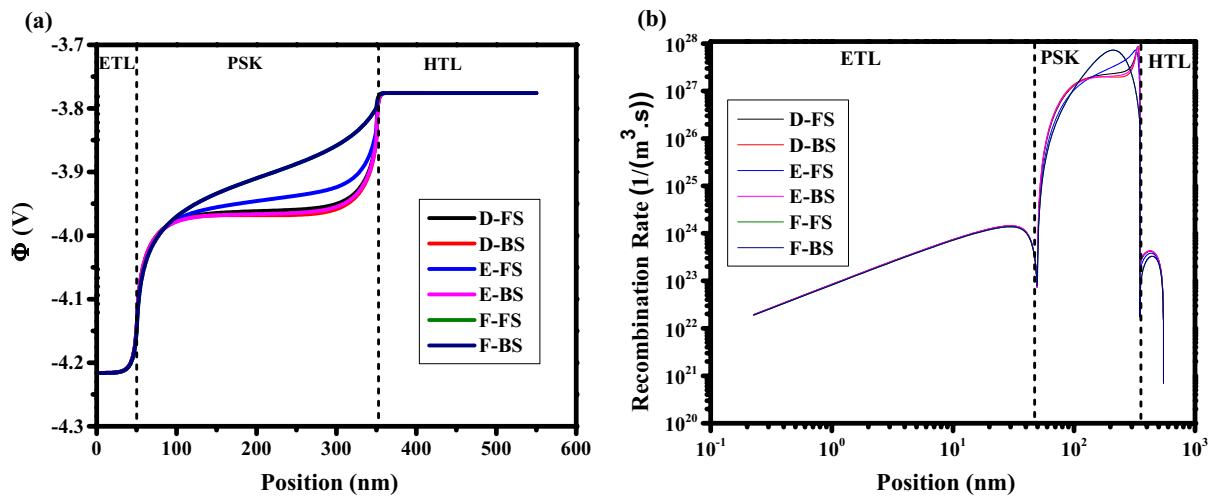 (a)
-3.7
-3.8
-3.9
-4.0
-4.1
-4.2
-4.3
Φ (V)
ETL PSK HTL
D-FS
D-BS
E-FS
E-BS
F-FS
F-BS
0 100 200 300 400 500 600
Position (nm)
(b)
10^28
10^27
10^26
10^25
10^24
10^23
10^22
10^21
10^20
Recombination Rate (1/(m^3.s))
ETL PSK HTL
D-FS
D-BS
E-FS
E-BS
F-FS
F-BS
10^-1 10^0 10^1 10^2 10^3
Position (nm)